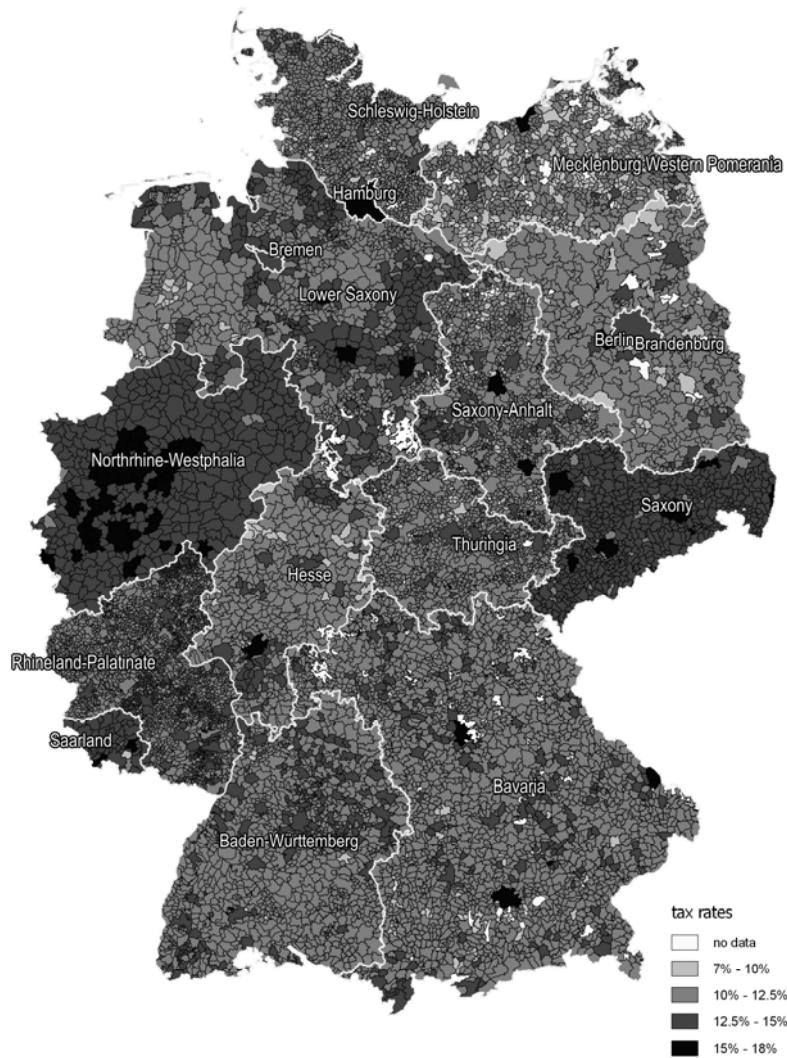 Schleswig-Holstein
Mecklenburg Western Pomerania
Hamburg
Bremen
Lower Saxony
Berlin
Brandenburg
Saxony-Anhalt
Northrhine-Westphalia
Saxony
Thuringia
Hesse
Rhineland-Palatinate
Saarland
Bavaria
Baden-Württemberg
tax rates
no data
7% - 10%
10% - 12.5%
12.5% - 15%
15% - 18%